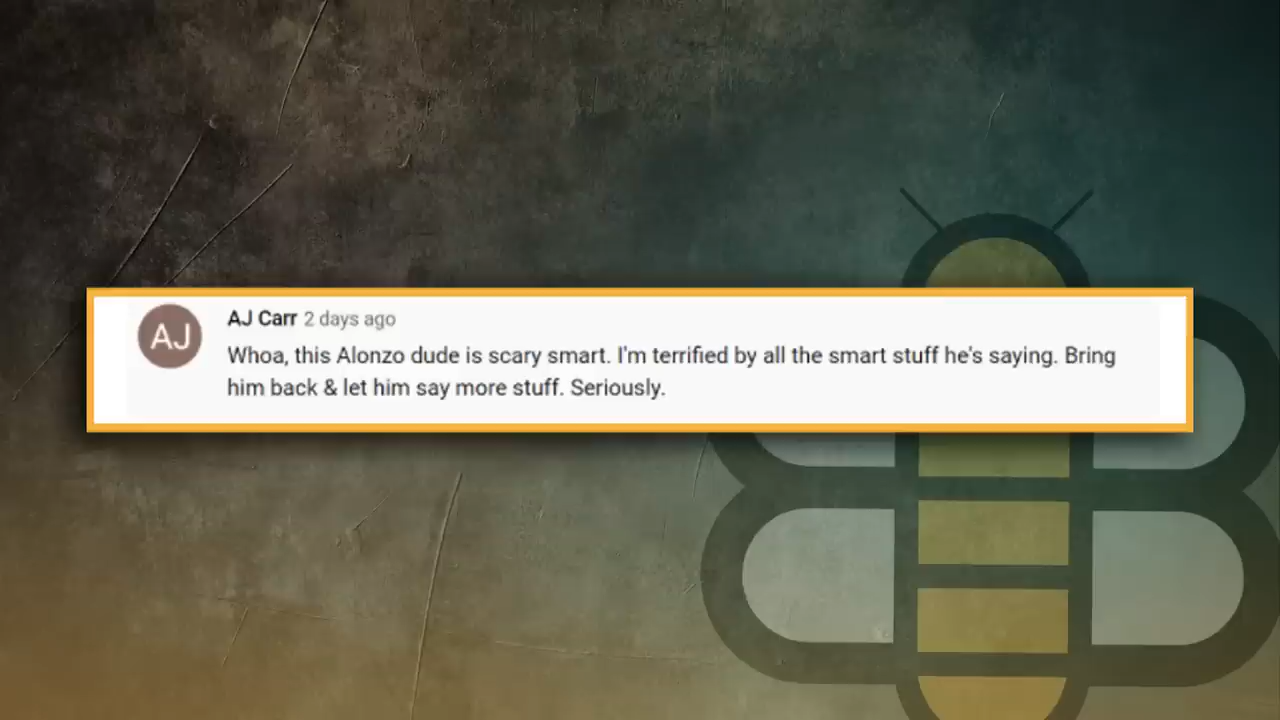 AJ
AJ Carr 2 days ago
Whoa, this Alonzo dude is scary smart. I'm terrified by all the smart stuff he's saying. Bring
him back & let him say more stuff. Seriously.